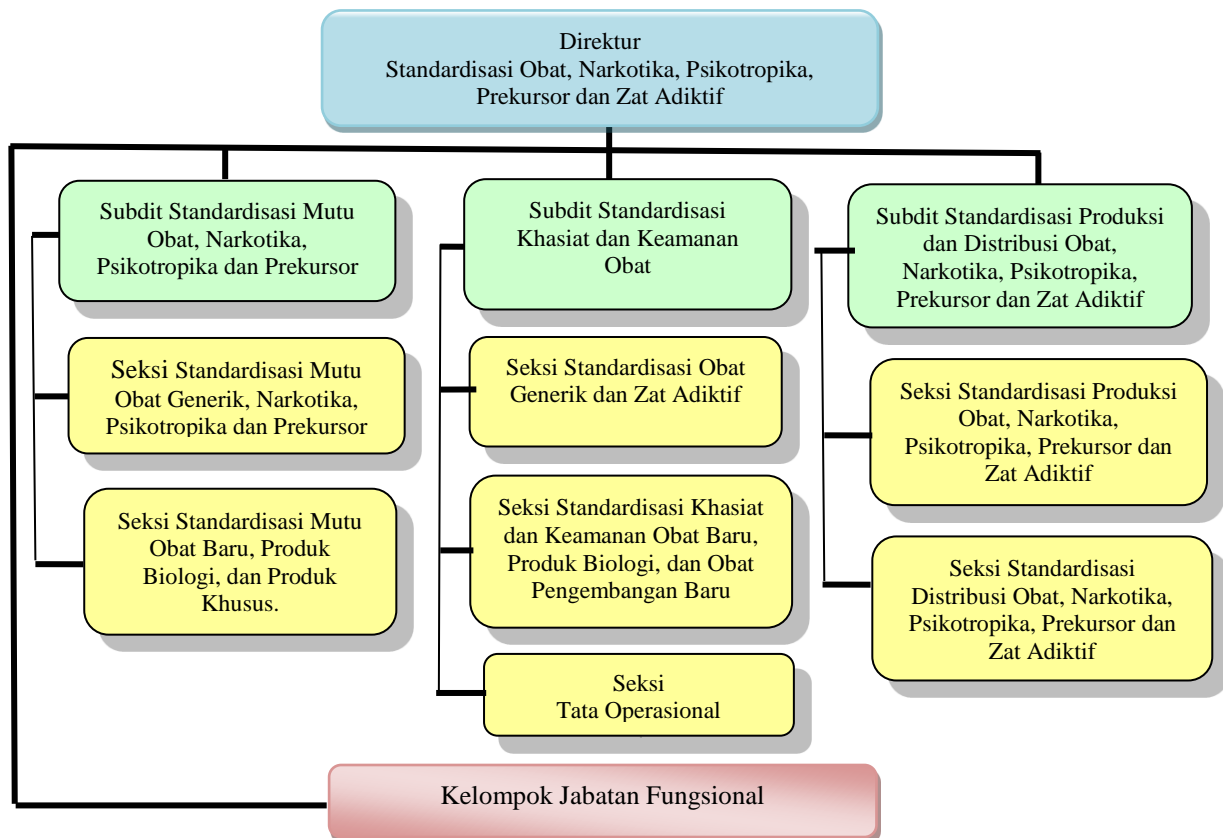 Direktur
Standardisasi Obat, Narkotika, Psikotropika,
Prekursor dan Zat Adiktif
Subdit Standardisasi Mutu
Obat, Narkotika,
Psikotropika dan Prekursor
Seksi Standardisasi Mutu
Obat Generik, Narkotika,
Psikotropika dan Prekursor
Seksi Standardisasi Mutu
Obat Baru, Produk
Biologi, dan Produk
Khusus.
Subdit Standardisasi
Khasiat dan Keamanan
Obat
Seksi Standardisasi Obat
Generik dan Zat Adiktif
Seksi Standardisasi Khasiat
dan Keamanan Obat Baru,
Produk Biologi, dan Obat
Pengembangan Baru
Seksi
Tata Operasional
Subdit Standardisasi Produksi
dan Distribusi Obat,
Narkotika, Psikotropika,
Prekursor dan Zat Adiktif
Seksi Standardisasi Produksi
Obat, Narkotika,
Psikotropika, Prekursor dan
Zat Adiktif
Seksi Standardisasi
Distribusi Obat, Narkotika,
Psikotropika, Prekursor dan
Zat Adiktif
Kelompok Jabatan Fungsional